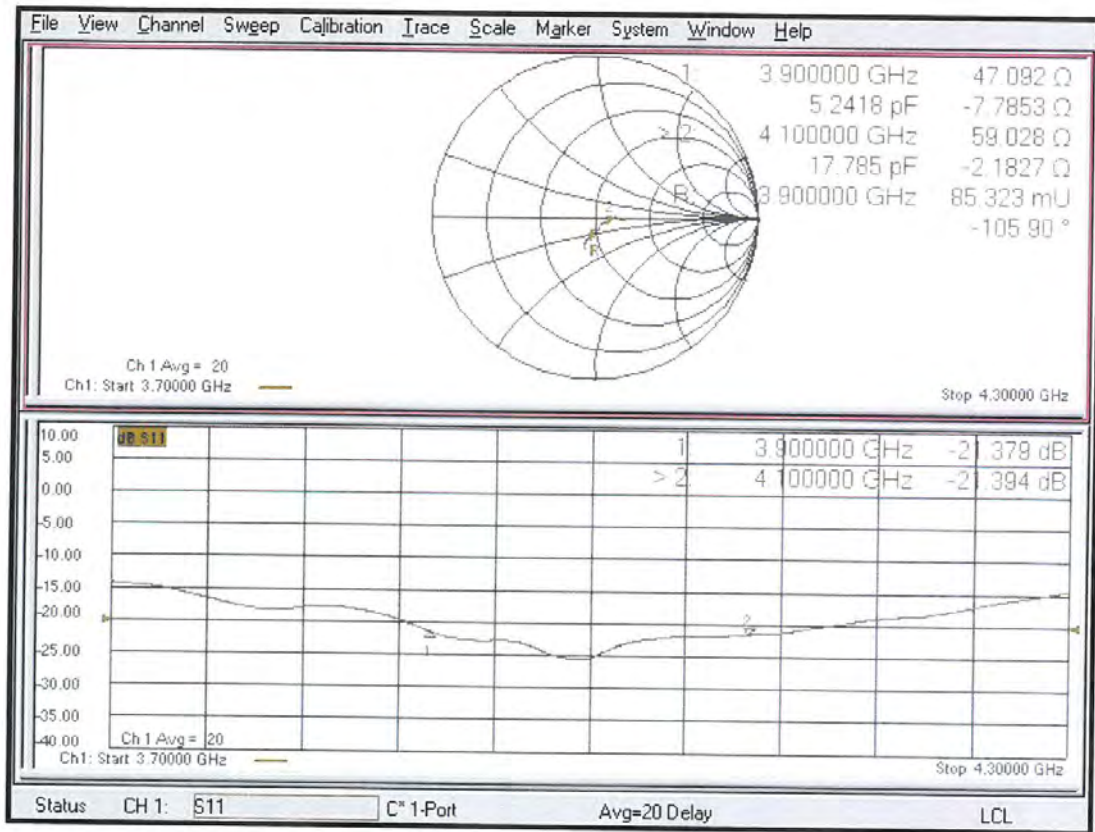 File View Channel Sweep Calibration Trace Scale Marker System Window Help
1: 3.900000 GHz 47.092 Ω
5.2418 pF -7.7853 Ω
> 2: 4.100000 GHz 59.028 Ω
17.785 pF -2.1827 Ω
R: 3.900000 GHz 85.323 mU
-105.90 °
2
R
Ch 1 Avg = 20
Ch1: Start 3.70000 GHz
Stop 4.30000 GHz
dB S11
1: 3.900000 GHz -21.379 dB
> 2: 4.100000 GHz -21.394 dB
10.00
5.00
0.00
-5.00
-10.00
-15.00
-20.00
-25.00
-30.00
-35.00
-40.00
1
2
Ch 1 Avg = 20
Ch1: Start 3.70000 GHz
Stop 4.30000 GHz
Status CH 1: S11 C* 1-Port Avg=20 Delay LCL